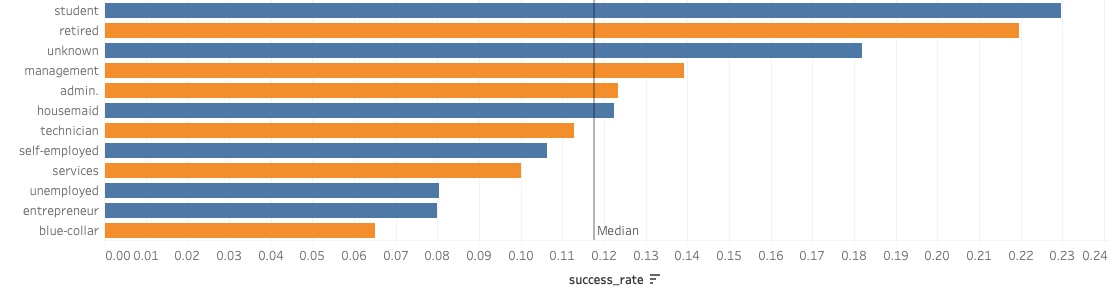 student
retired
unknown
management
admin.
housemaid
technician
self-employed
services
unemployed
entrepreneur
blue-collar
Median
0.00 0.01 0.02 0.03 0.04 0.05 0.06 0.07 0.08 0.09 0.10 0.11 0.12 0.13 0.14 0.15 0.16 0.17 0.18 0.19 0.20 0.21 0.22 0.23 0.24
success_rate